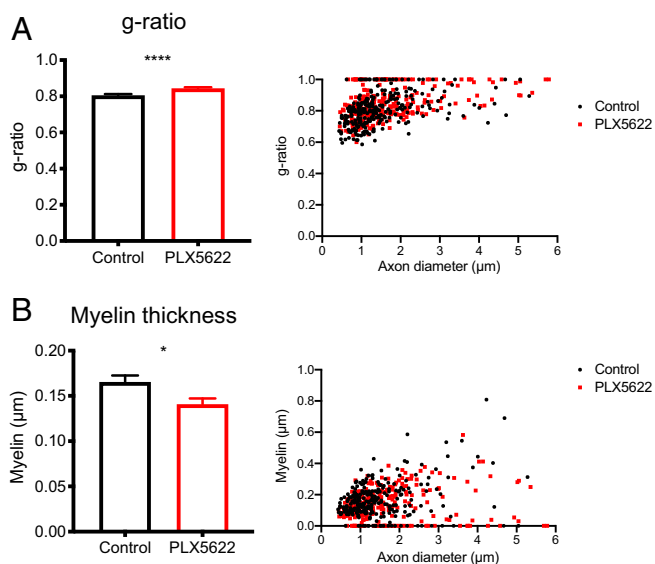 A
g-ratio
****
g-ratio
1.0
0.8
0.6
0.4
0.2
0.0
Control PLX5622
g-ratio
1.0
0.8
0.6
0.4
0.2
0.0
0 1 2 3 4 5 6
Axon diameter (µm)
Control
PLX5622
B
Myelin thickness
*
Myelin (µm)
0.20
0.15
0.10
0.05
0.00
Control PLX5622
Myelin (µm)
1.0
0.8
0.6
0.4
0.2
0.0
0 1 2 3 4 5 6
Axon diameter (µm)
Control
PLX5622